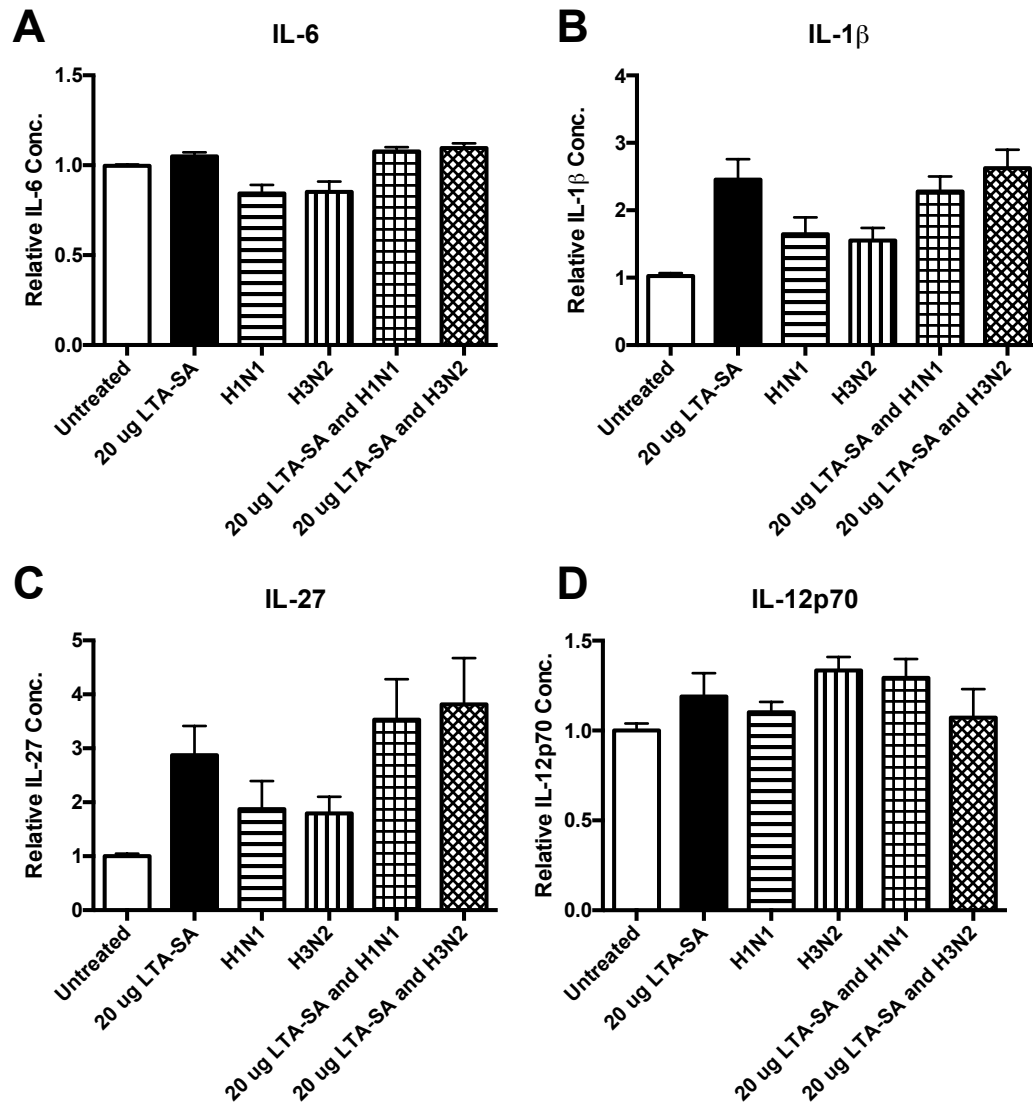 A
IL-6
Relative IL-6 Conc.
1.5
1.0
0.5
0.0
Untreated
20 ug LTA-SA
H1N1
H3N2
20 ug LTA-SA and H1N1
20 ug LTA-SA and H3N2
B
IL-1β
Relative IL-1β Conc.
4
3
2
1
0
Untreated
20 ug LTA-SA
H1N1
H3N2
20 ug LTA-SA and H1N1
20 ug LTA-SA and H3N2
C
IL-27
Relative IL-27 Conc.
5
4
3
2
1
0
Untreated
20 ug LTA-SA
H1N1
H3N2
20 ug LTA-SA and H1N1
20 ug LTA-SA and H3N2
D
IL-12p70
Relative IL-12p70 Conc.
1.5
1.0
0.5
0.0
Untreated
20 ug LTA-SA
H1N1
H3N2
20 ug LTA-SA and H1N1
20 ug LTA-SA and H3N2